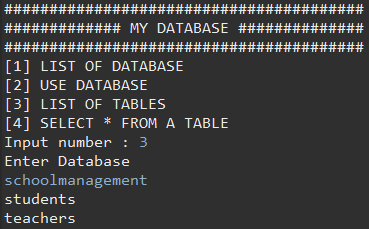 ########################################
############# MY DATABASE ##############
########################################
[1] LIST OF DATABASE
[2] USE DATABASE
[3] LIST OF TABLES
[4] SELECT * FROM A TABLE
Input number : 3
Enter Database
schoolmanagement
students
teachers